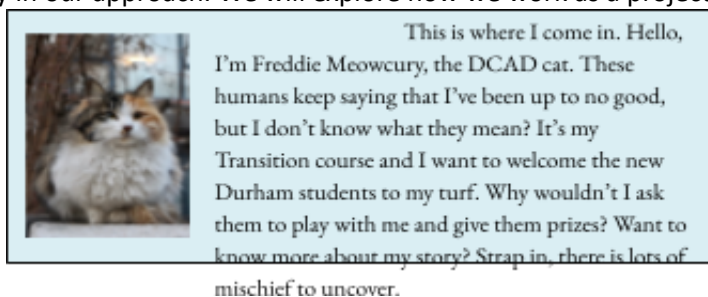 y in our approach. We will explore how we work as a project
This is where I come in. Hello,
I'm Freddie Meowcury, the DCAD cat. These
humans keep saying that I've been up to no good,
but I don't know what they mean? It's my
Transition course and I want to welcome the new
Durham students to my turf. Why wouldn't I ask
them to play with me and give them prizes? Want to
know more about my story? Strap in, there is lots of
mischief to uncover.